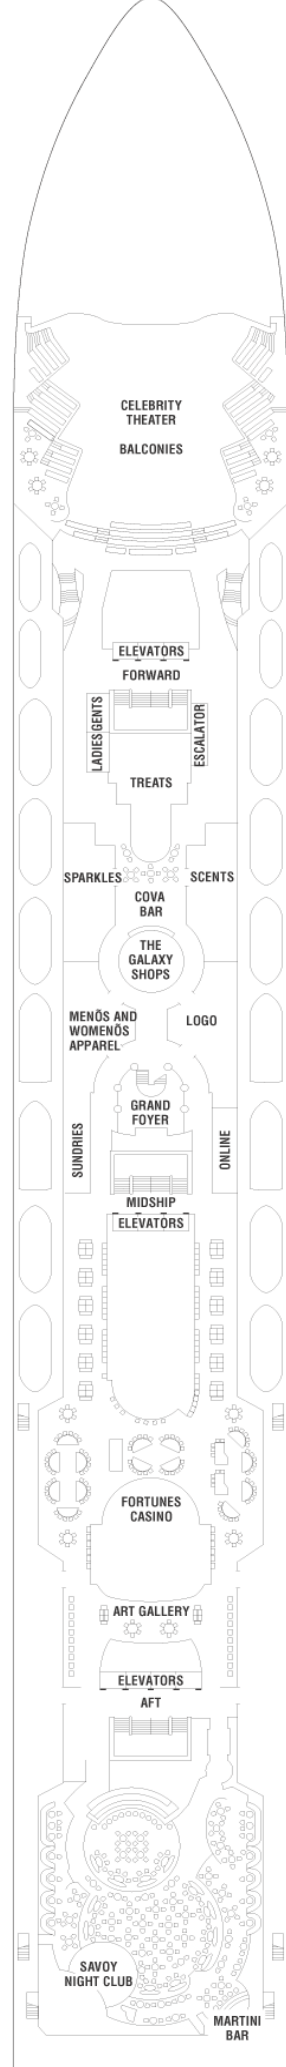 CELEBRITY
THEATER
BALCONIES
ELEVATORS
FORWARD
LADIES GENTS
ESCALATOR
TREATS
SPARKLES
SCENTS
COVA
BAR
THE
GALAXY
SHOPS
MENÕS AND
WOMENÕS
APPAREL
LOGO
GRAND
FOYER
SUNDRIES
ONLINE
MIDSHIP
ELEVATORS
FORTUNES
CASINO
ART GALLERY
ELEVATORS
AFT
SAVOY
NIGHT CLUB
MARTINI
BAR